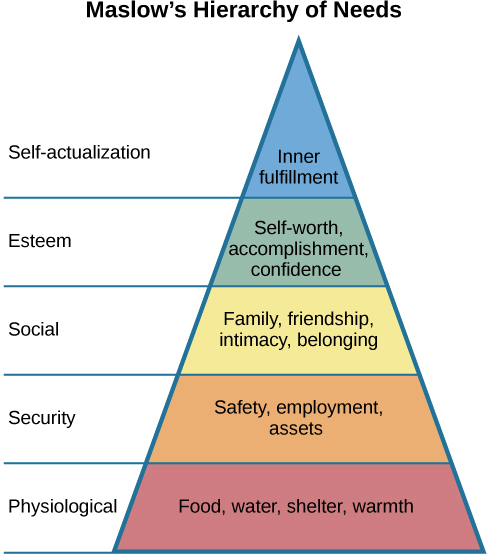 Maslow’s Hierarchy of Needs
Self-actualization
Inner
fulfillment
Esteem
Self-worth,
accomplishment,
confidence
Social
Family, friendship,
intimacy, belonging
Security
Safety, employment,
assets
Physiological
Food, water, shelter, warmth